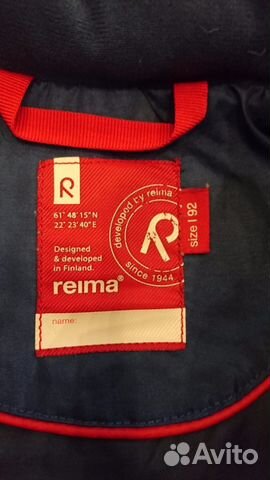 R
61° 48' 15" N
22° 23' 40" E
Designed
& developed
in Finland.
reima®
name:
developed by reima
R
since 1944
size | 92
Avito